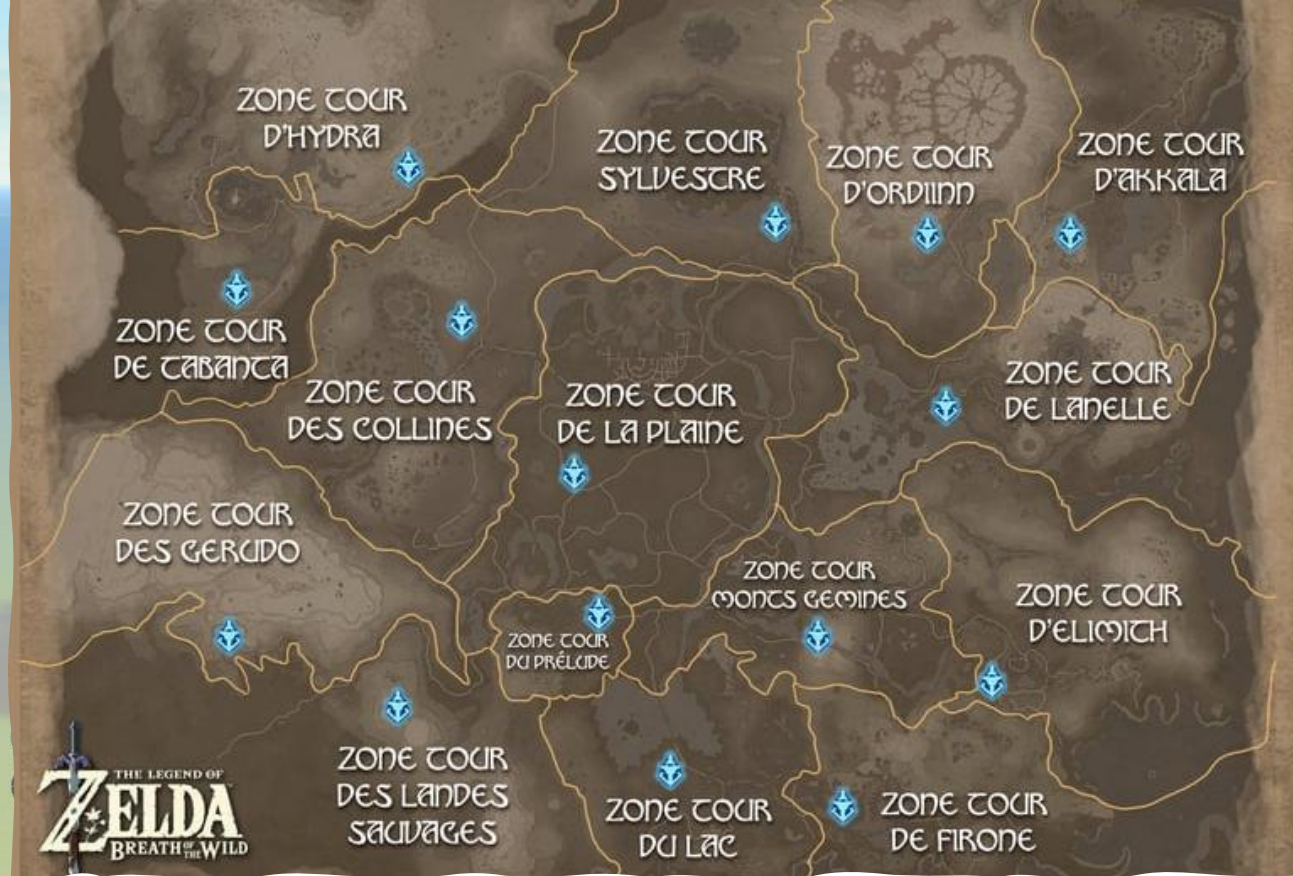 ZONE TOUR
D'HYDRA
ZONE TOUR
SYLVESTRE
ZONE TOUR
D'ORDIINN
ZONE TOUR
D'AKKALA
ZONE TOUR
DE TABANTA
ZONE TOUR
DES COLLINES
ZONE TOUR
DE LA PLAINE
ZONE TOUR
DE LANELLE
ZONE TOUR
DES GERUDO
ZONE TOUR
DU PRÉLUDE
ZONE TOUR
MONTS GEMINES
ZONE TOUR
D'ELIMITH
ZONE TOUR
DES LANDES
SAUVAGES
ZONE TOUR
DU LAC
ZONE TOUR
DE FIRONE
THE LEGEND OF
ZELDA
BREATH OF THE WILD